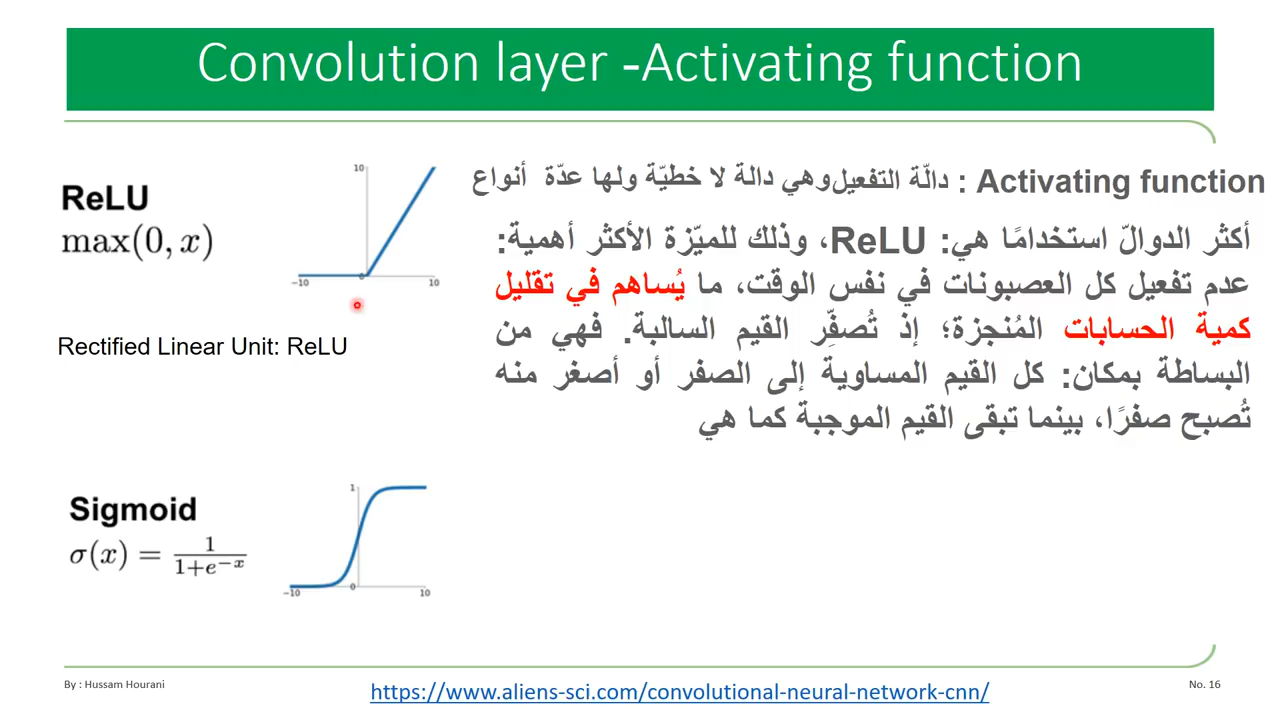 Convolution layer -Activating function
Activating function : دالّة التفعيل وهي دالة لا خطيّة ولها عدّة أنواع
أكثر الدوالّ استخدامًا هي: ReLU، وذلك للميّزة الأكثر أهمية:
عدم تفعيل كل العصبونات في نفس الوقت، ما يُساهم في تقليل
كمية الحسابات المُنجزة؛ إذ تُصفِّر القيم السالبة. فهي من
البساطة بمكان: كل القيم المساوية إلى الصفر أو أصغر منه
تُصبح صفرًا، بينما تبقى القيم الموجبة كما هي
ReLU
max(0, x)
10
-10 0 10
Rectified Linear Unit: ReLU
Sigmoid
σ(x) = 1/(1+e^{-x})
1
-10 0 10
By : Hussam Hourani
https://www.aliens-sci.com/convolutional-neural-network-cnn/
No. 16